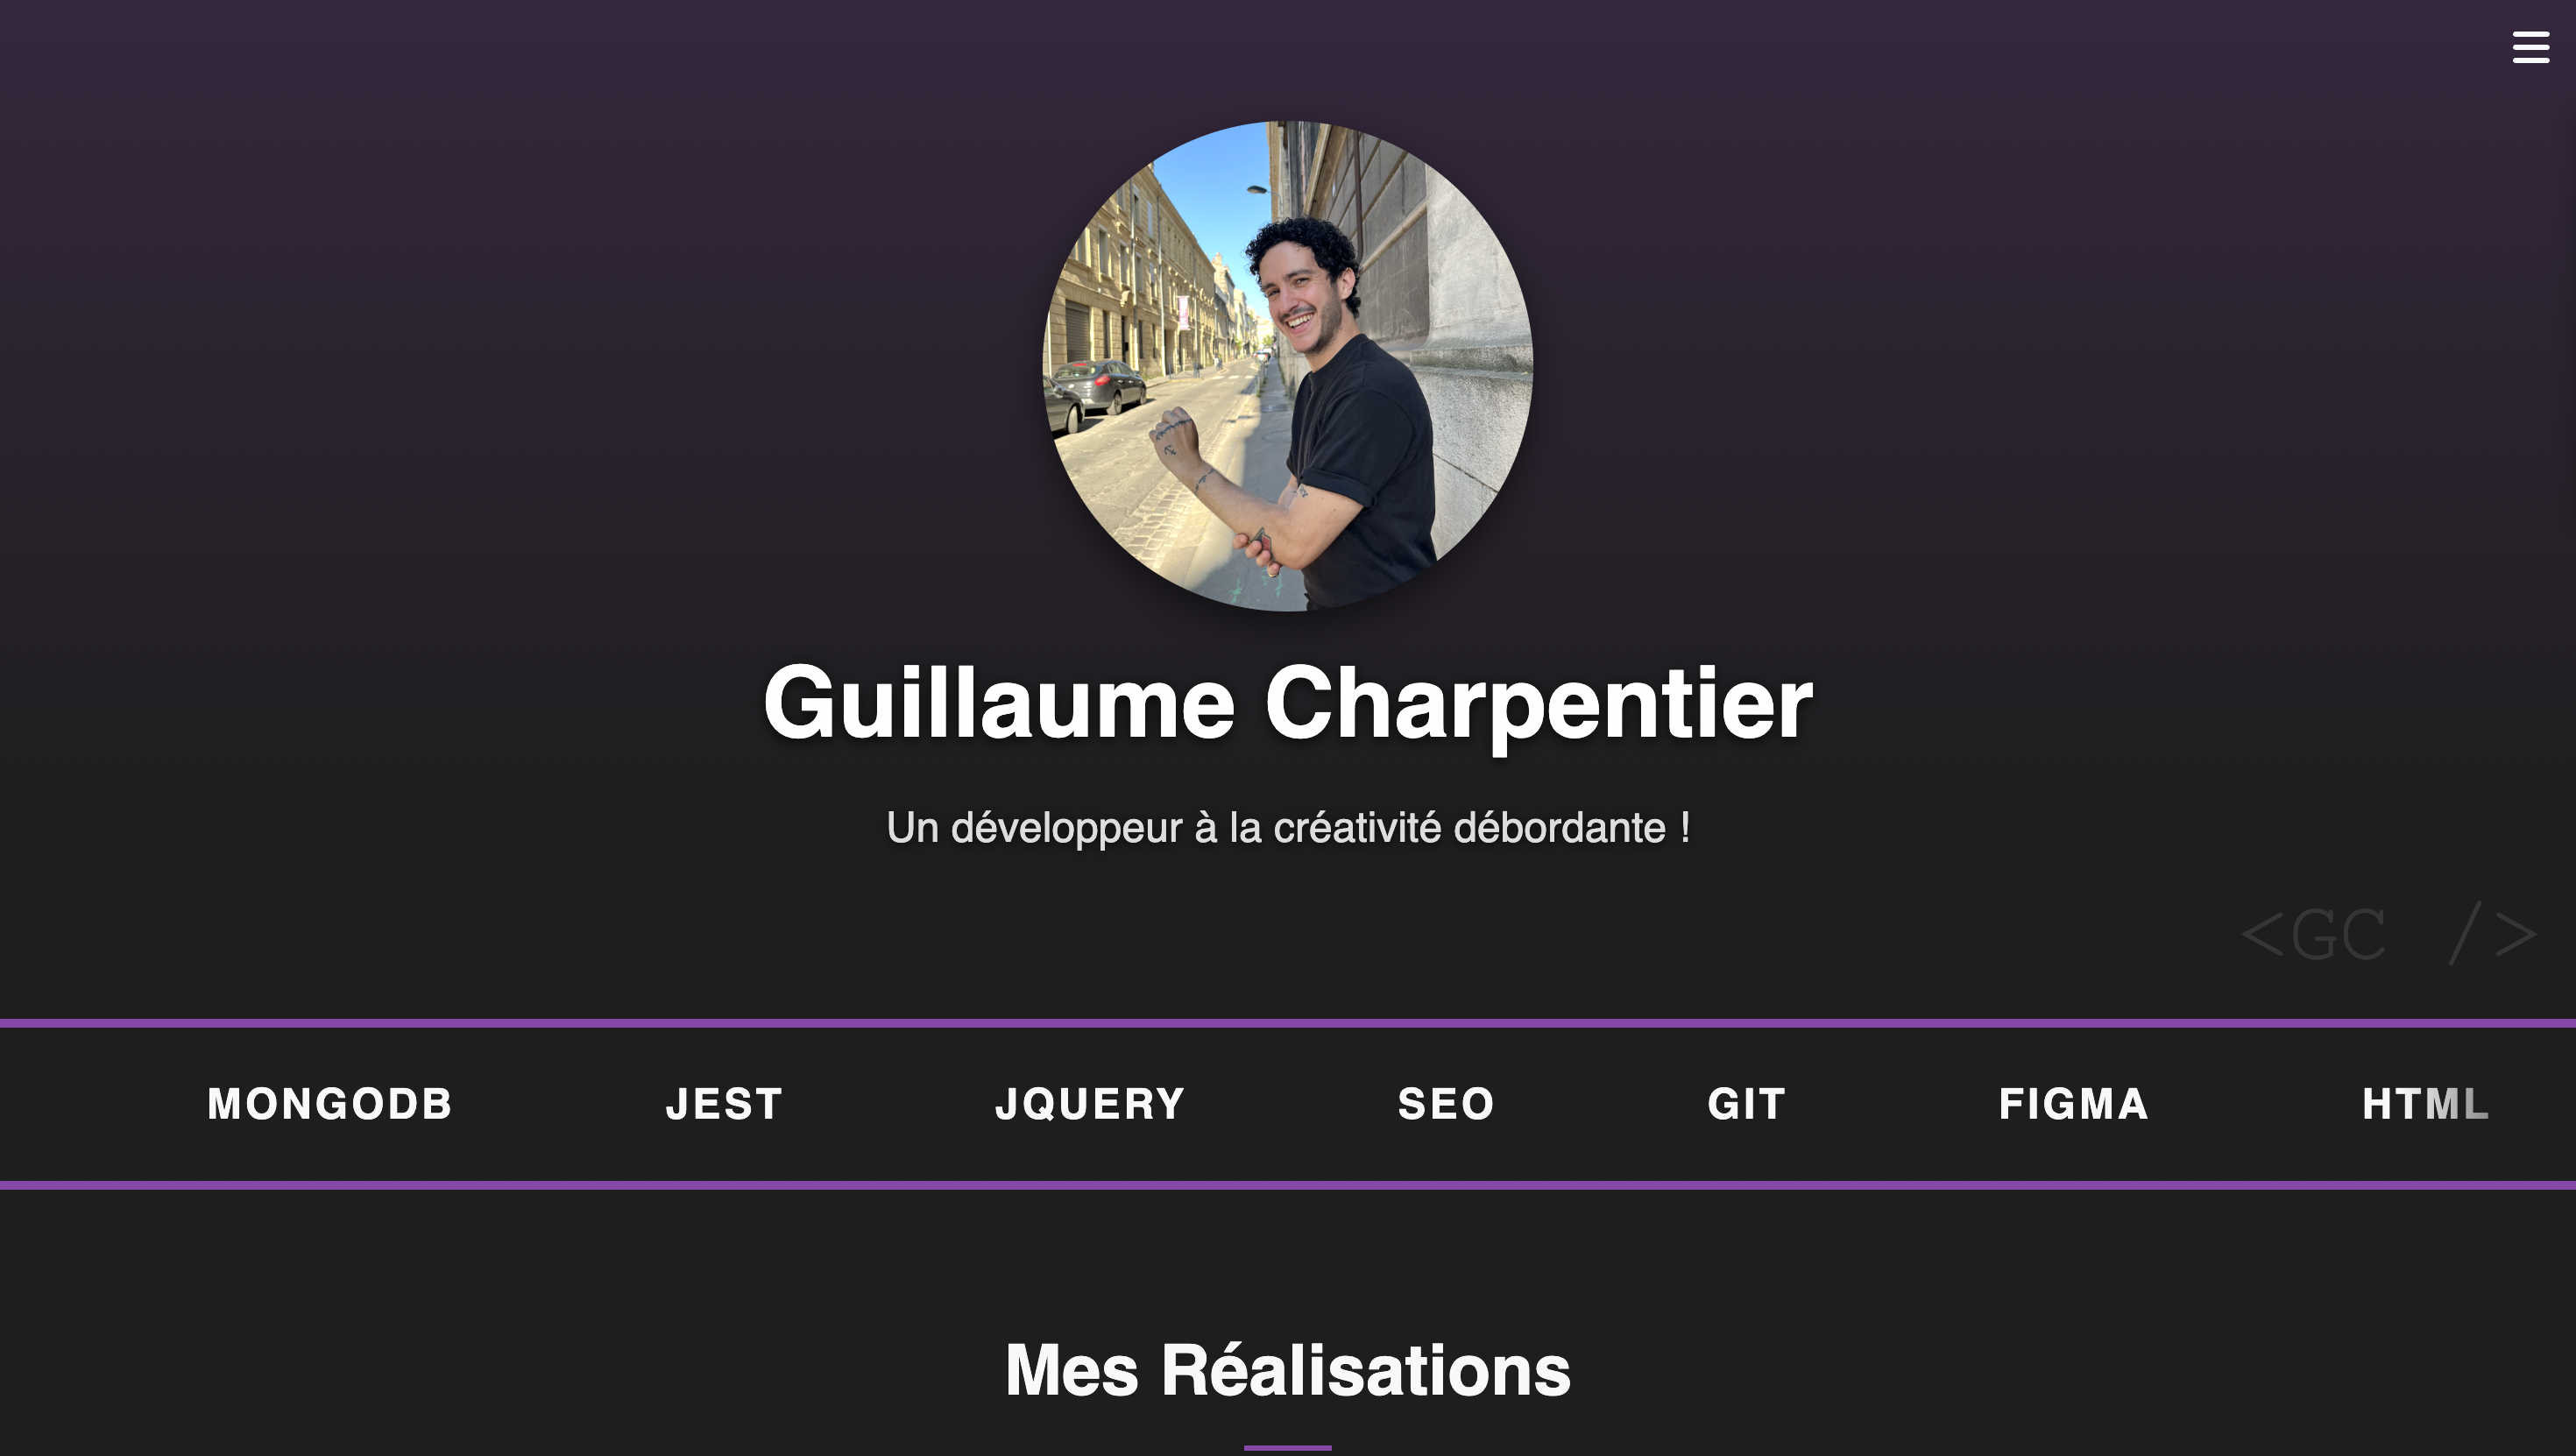 Guillaume Charpentier
Un développeur à la créativité débordante !
<GC />
MONGODB JEST JQUERY SEO GIT FIGMA HTML
Mes Réalisations